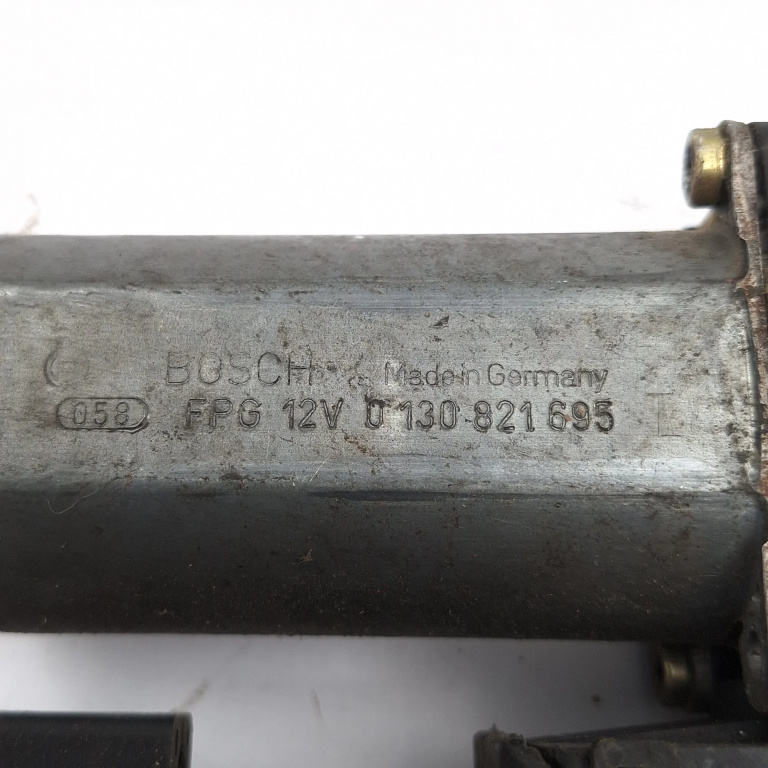 BOSCH Made in Germany
058 FPG 12V 0 130 821 695 L